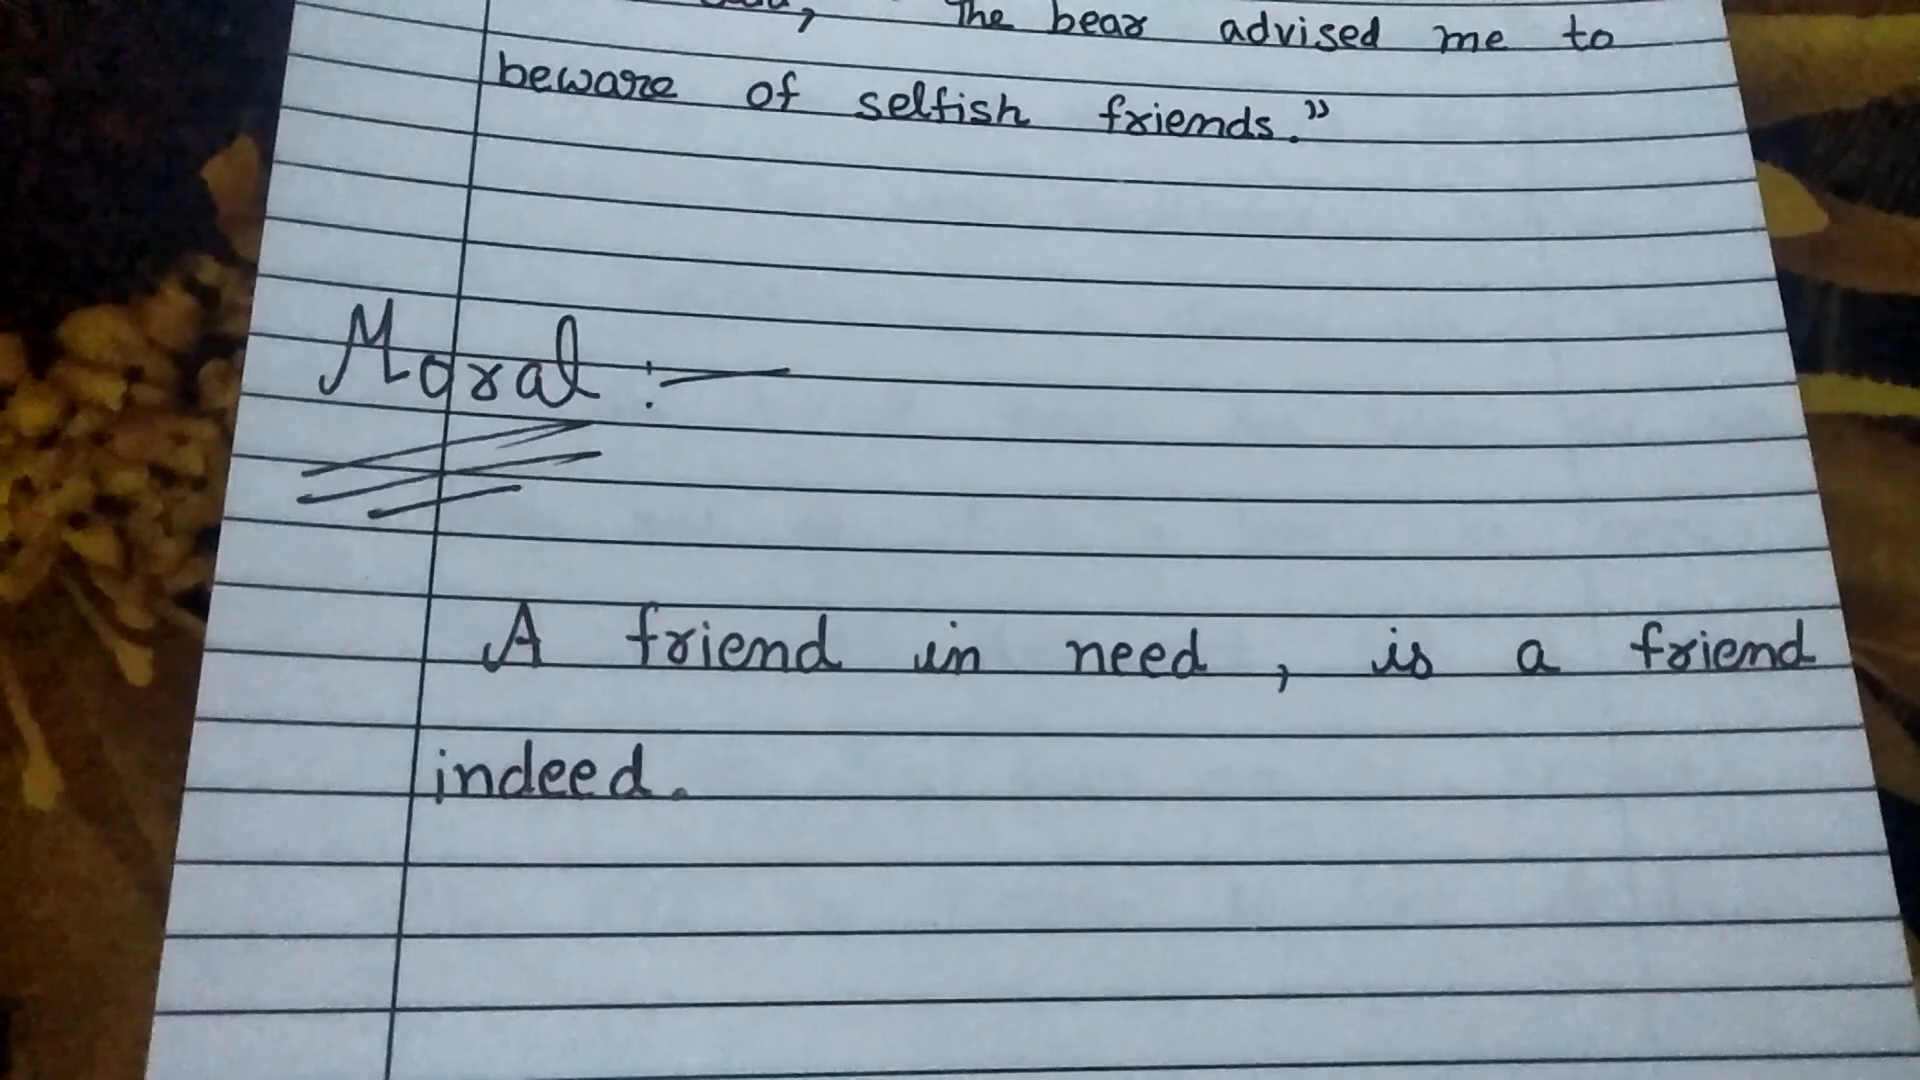 The bear advised me to
beware of selfish friends.”
Moral :—
A friend in need, is a friend
indeed.